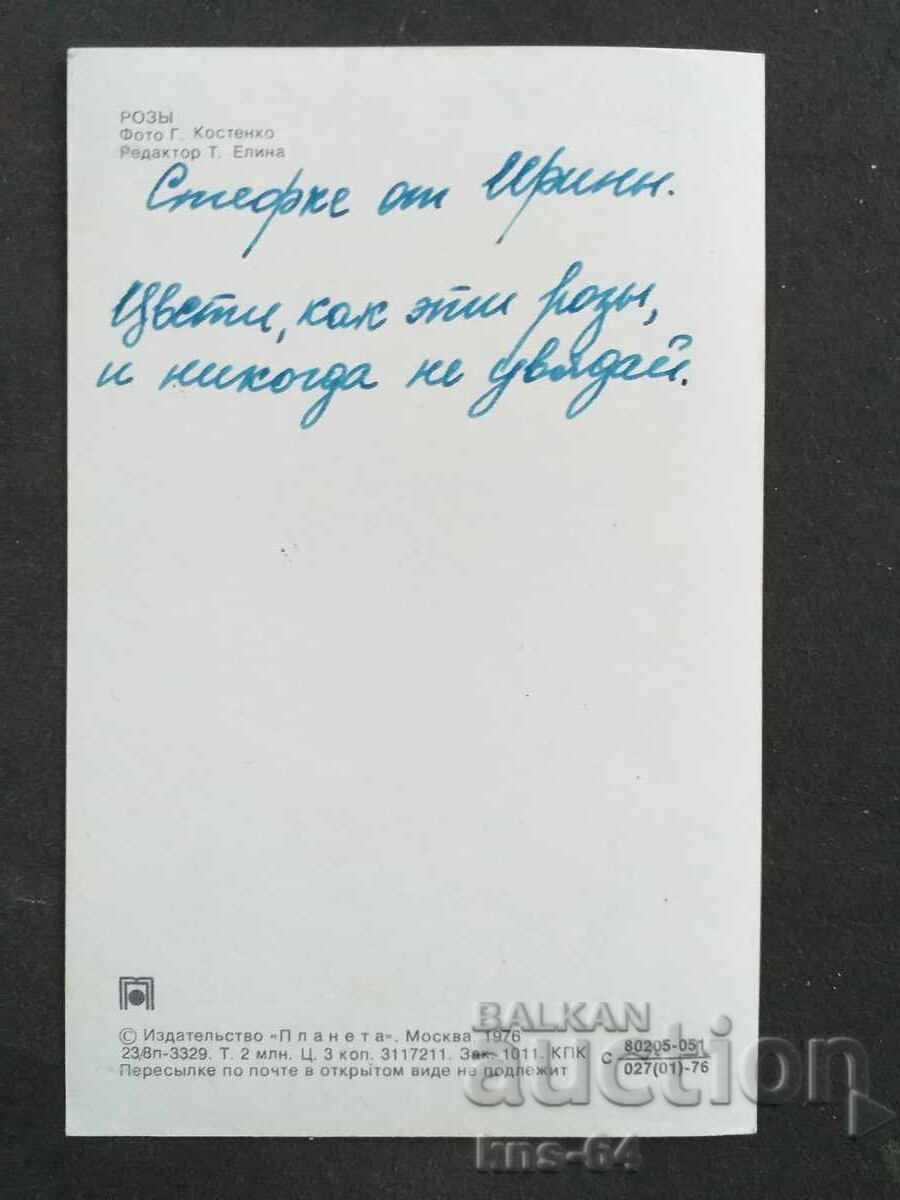 РОЗЫ
Фото Г. Костенко
Редактор Т. Елина
Стефке от Ирины.
Цвети, как эти розы,
и никогда не увядай.
© Издательство «Планета». Москва, 1976
23/8п-3329. Т. 2 млн. Ц. 3 коп. 3117211. Зак. 1011. КПК
Пересылке по почте в открытом виде не подлежит
С 80205-051
027(01)-76
BALKAN
auction
kns-64